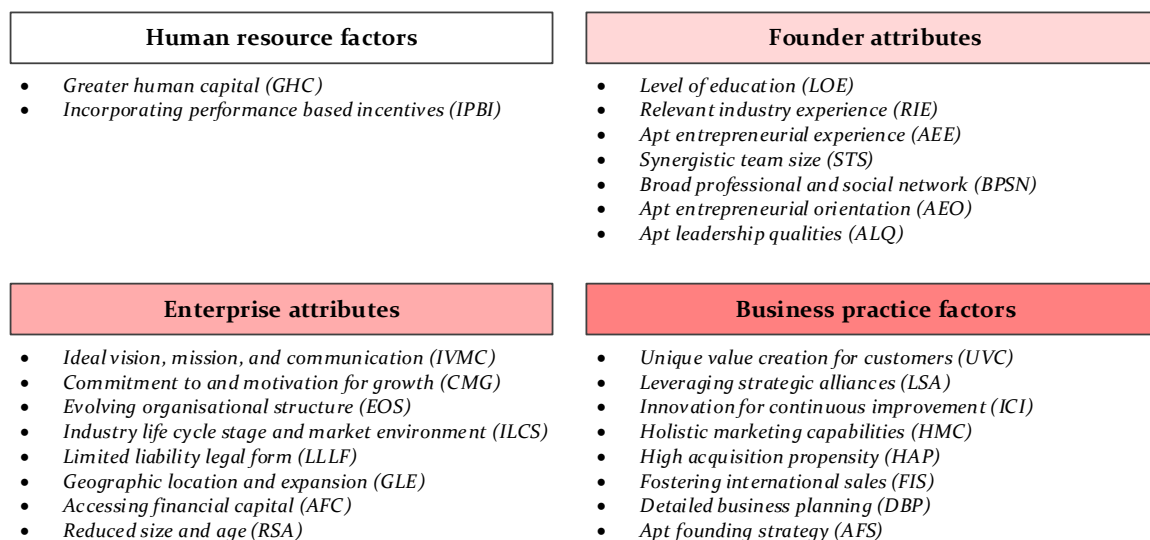 Human resource factors
• Greater human capital (GHC)
• Incorporating performance based incentives (IPBI)
Founder attributes
• Level of education (LOE)
• Relevant industry experience (RIE)
• Apt entrepreneurial experience (AEE)
• Synergistic team size (STS)
• Broad professional and social network (BPSN)
• Apt entrepreneurial orientation (AEO)
• Apt leadership qualities (ALQ)
Enterprise attributes
• Ideal vision, mission, and communication (IVMC)
• Commitment to and motivation for growth (CMG)
• Evolving organisational structure (EOS)
• Industry life cycle stage and market environment (ILCS)
• Limited liability legal form (LLLF)
• Geographic location and expansion (GLE)
• Accessing financial capital (AFC)
• Reduced size and age (RSA)
Business practice factors
• Unique value creation for customers (UVC)
• Leveraging strategic alliances (LSA)
• Innovation for continuous improvement (ICI)
• Holistic marketing capabilities (HMC)
• High acquisition propensity (HAP)
• Fostering international sales (FIS)
• Detailed business planning (DBP)
• Apt founding strategy (AFS)